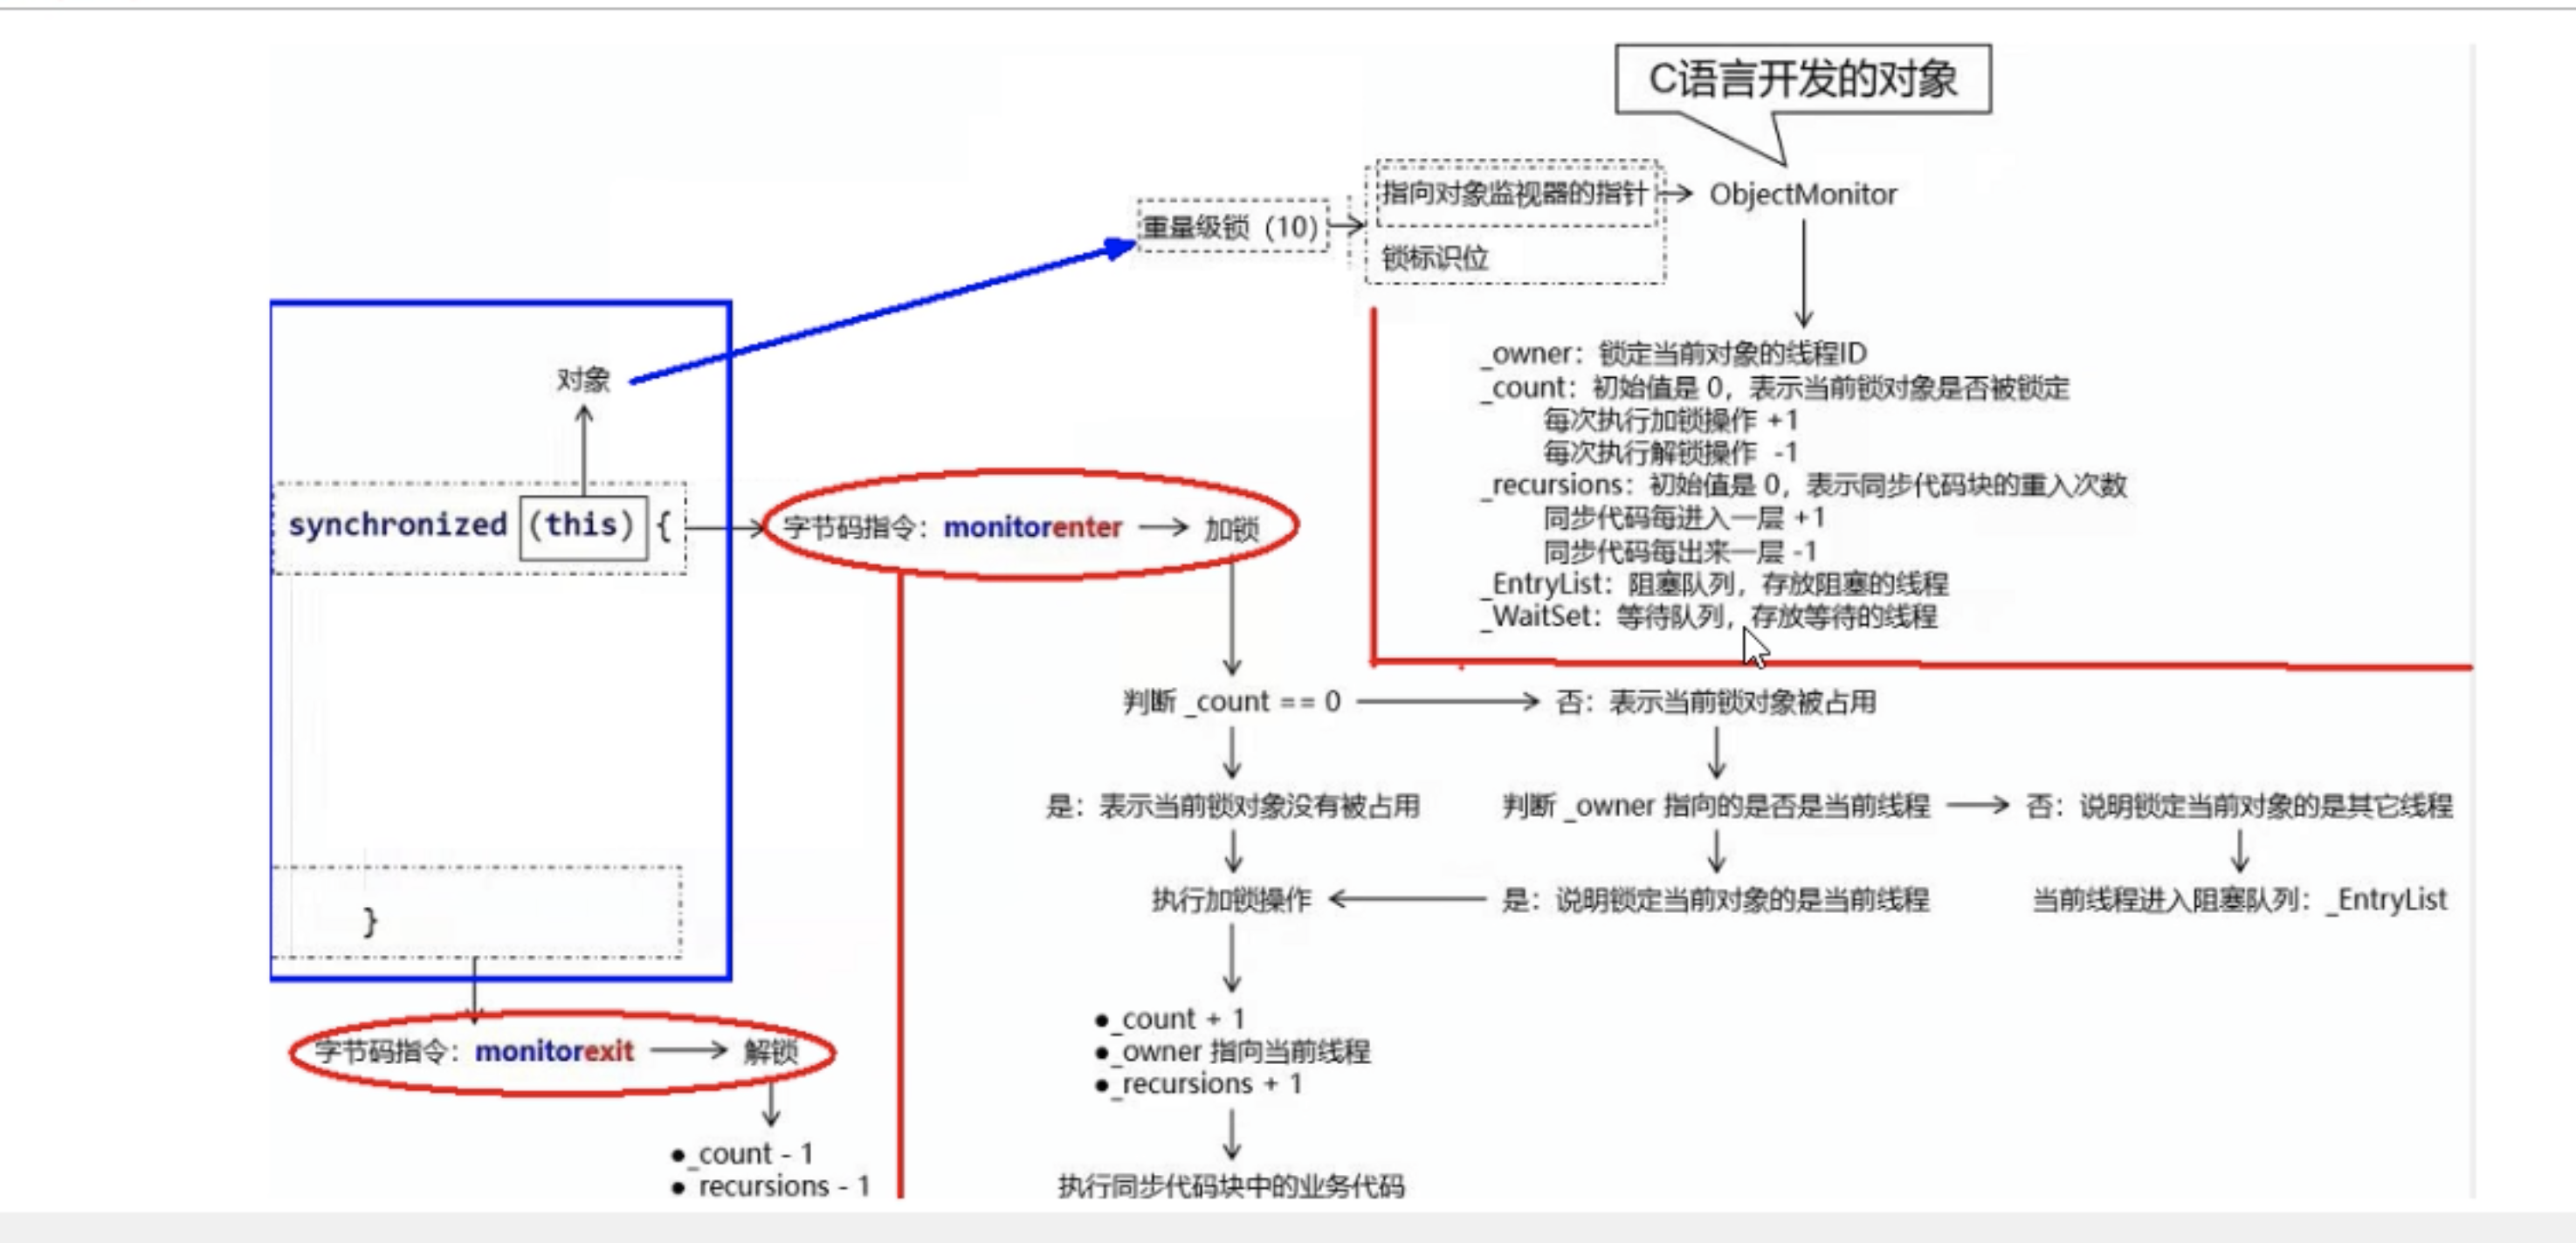 C语言开发的对象
指向对象监视器的指针
ObjectMonitor
重量级锁（10）
锁标识位
_owner：锁定当前对象的线程ID
_count：初始值是 0，表示当前锁对象是否被锁定
每次执行加锁操作 +1
每次执行解锁操作 -1
_recursions：初始值是 0，表示同步代码块的重入次数
同步代码每进入一层 +1
同步代码每出来一层 -1
_EntryList：阻塞队列，存放阻塞的线程
_WaitSet：等待队列，存放等待的线程
对象
synchronized (this) {
字节码指令：monitorenter
加锁
判断 _count == 0
否：表示当前锁对象被占用
是：表示当前锁对象没有被占用
判断 _owner 指向的是否是当前线程
否：说明锁定当前对象的是其它线程
执行加锁操作
是：说明锁定当前对象的是当前线程
当前线程进入阻塞队列：_EntryList
}
●_count + 1
●_owner 指向当前线程
●_recursions + 1
执行同步代码块中的业务代码
字节码指令：monitorexit
解锁
●_count - 1
● recursions - 1